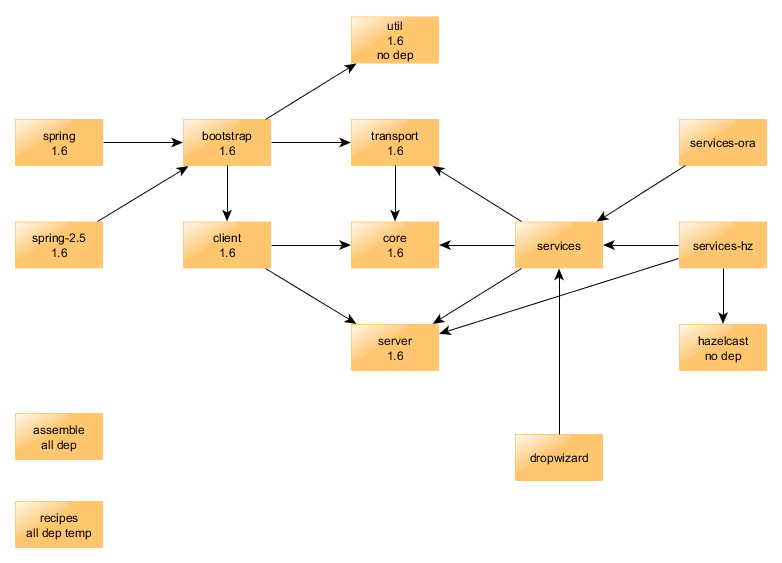 util
1.6
no dep
spring
1.6
bootstrap
1.6
transport
1.6
services-ora
spring-2.5
1.6
client
1.6
core
1.6
services
services-hz
server
1.6
hazelcast
no dep
assemble
all dep
dropwizard
recipes
all dep temp